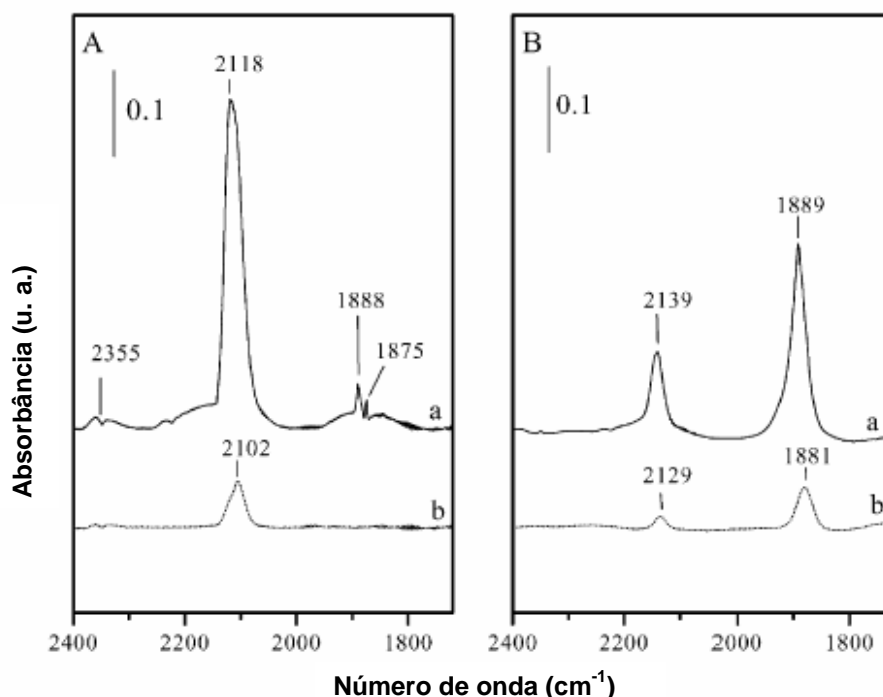 A
0.1
2118
2355
1888
1875
a
2102
b
2400
2200
2000
1800
B
0.1
2139
1889
a
2129
1881
b
2400
2200
2000
1800
Absorbância (u. a.)
Número de onda (cm⁻¹)